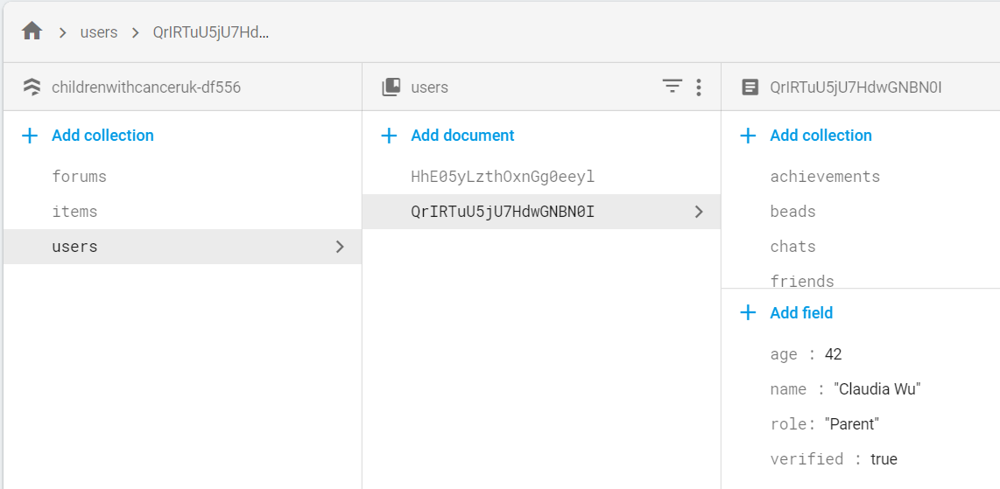 users
QrIRTuU5jU7Hd...
childrenwithcanceruk-df556
users
QrIRTuU5jU7HdwGNBN0I
Add collection
forums
items
users
Add document
HhE05yLzthOxnGg0eeyl
QrIRTuU5jU7HdwGNBN0I
Add collection
achievements
beads
chats
friends
Add field
age : 42
name : "Claudia Wu"
role: "Parent"
verified : true